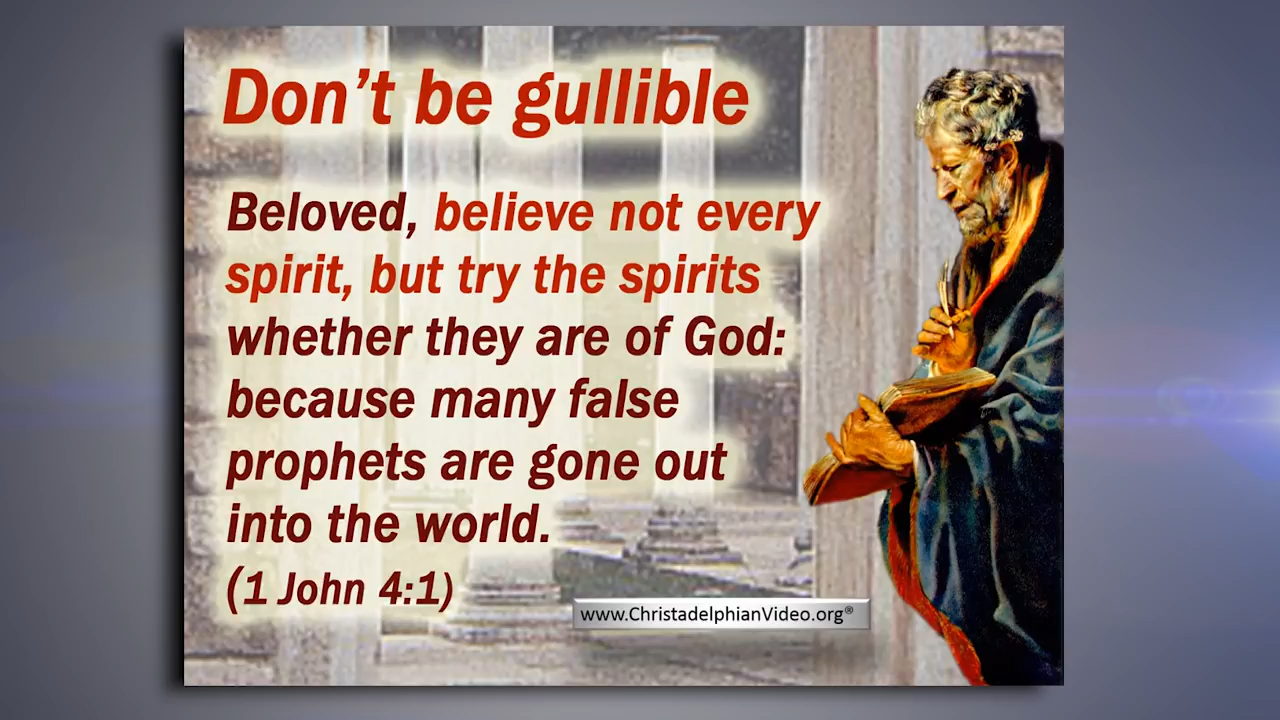 Don’t be gullible
Beloved, believe not every
spirit, but try the spirits
whether they are of God:
because many false
prophets are gone out
into the world.
(1 John 4:1)
www.ChristadelphianVideo.org®